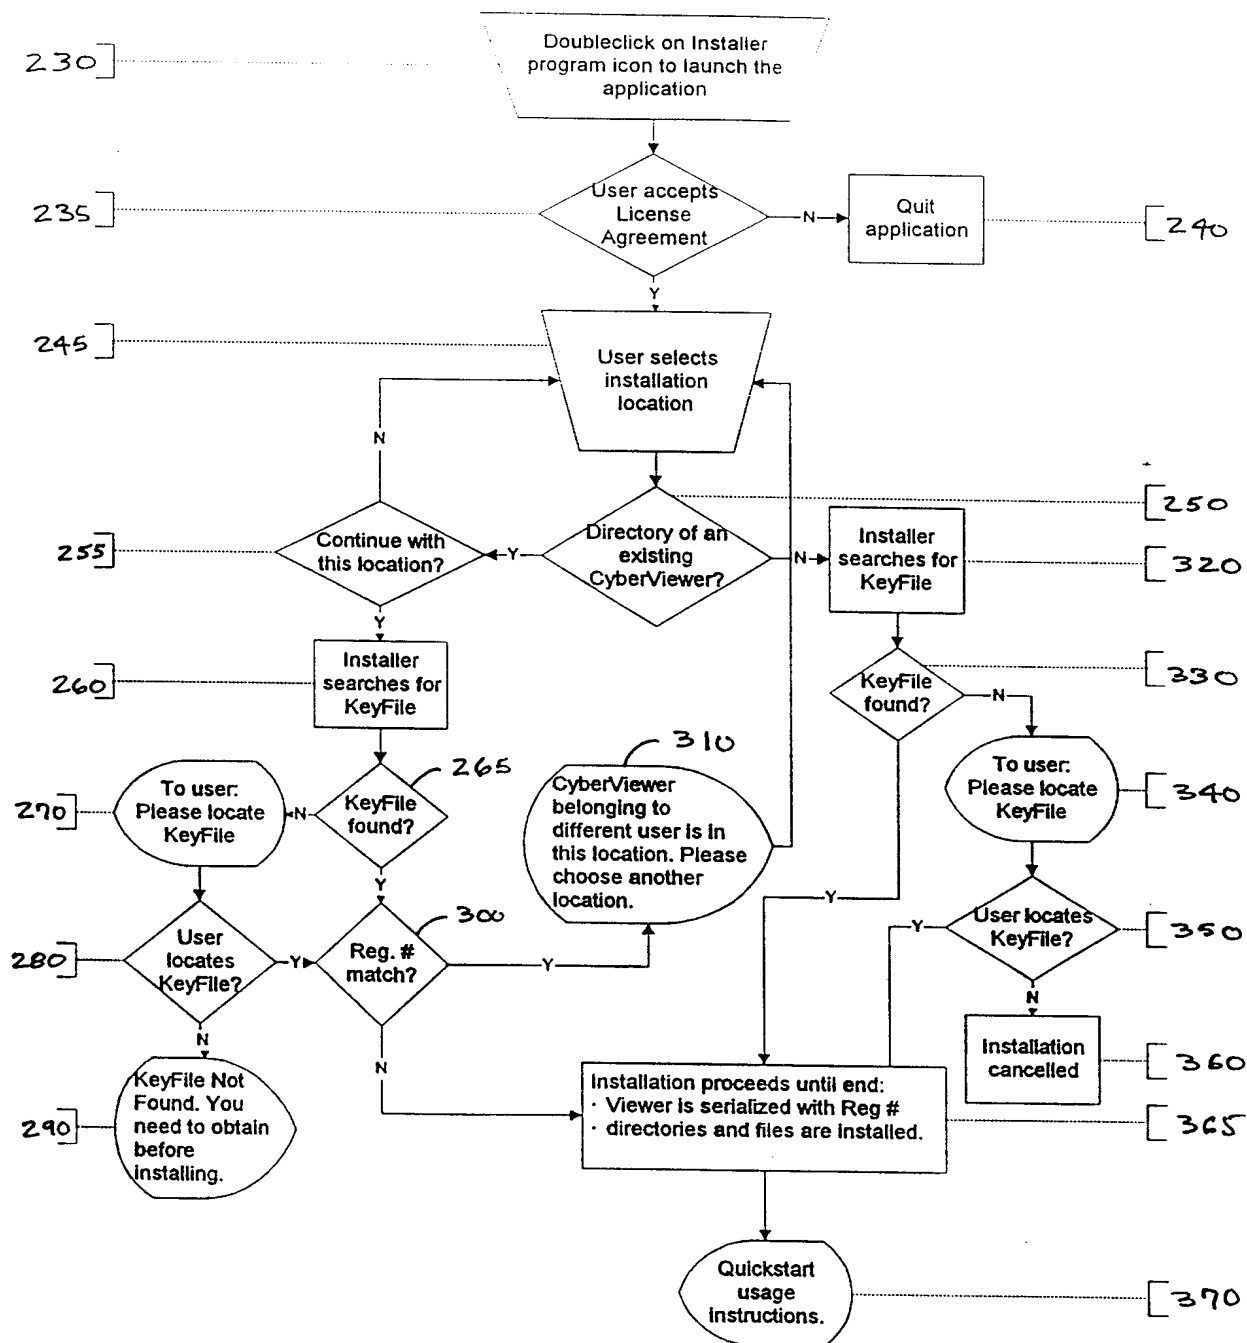 230
Doubleclick on Installer
program icon to launch the
application
235
User accepts
License
Agreement
N
Quit
application
240
Y
245
User selects
installation
location
N
250
255
Continue with
this location?
Y
Directory of an
existing
CyberViewer?
N
Installer
searches for
KeyFile
320
Y
260
Installer
searches for
KeyFile
KeyFile
found?
330
N
310
265
270
To user:
Please locate
KeyFile
N
KeyFile
found?
CyberViewer
belonging to
different user is in
this location. Please
choose another
location.
To user:
Please locate
KeyFile
340
Y
Y
300
280
User
locates
KeyFile?
Y
Reg. #
match?
Y
Y
User locates
KeyFile?
350
N
N
N
290
KeyFile Not
Found. You
need to obtain
before
installing.
Installation proceeds until end:
· Viewer is serialized with Reg #
· directories and files are installed.
365
Installation
cancelled
360
Quickstart
usage
instructions.
370